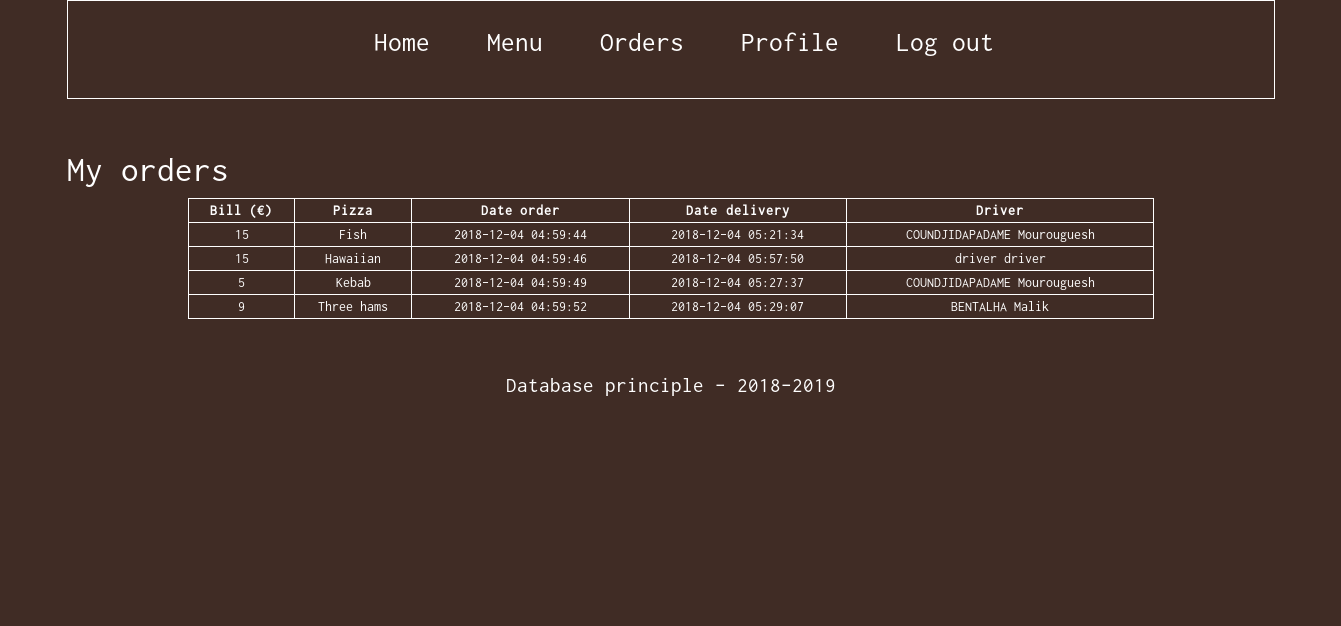 Home Menu Orders Profile Log out
My orders
Bill (€) Pizza Date order Date delivery Driver
15 Fish 2018-12-04 04:59:44 2018-12-04 05:21:34 COUNDJIDAPADAME Mourouguesh
15 Hawaiian 2018-12-04 04:59:46 2018-12-04 05:57:50 driver driver
5 Kebab 2018-12-04 04:59:49 2018-12-04 05:27:37 COUNDJIDAPADAME Mourouguesh
9 Three hams 2018-12-04 04:59:52 2018-12-04 05:29:07 BENTALHA Malik
Database principle - 2018-2019